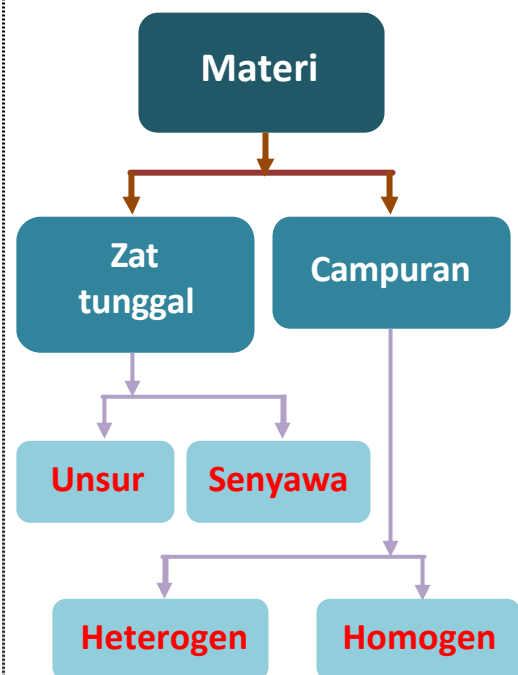 Materi
Zat
tunggal
Campuran
Unsur
Senyawa
Heterogen
Homogen